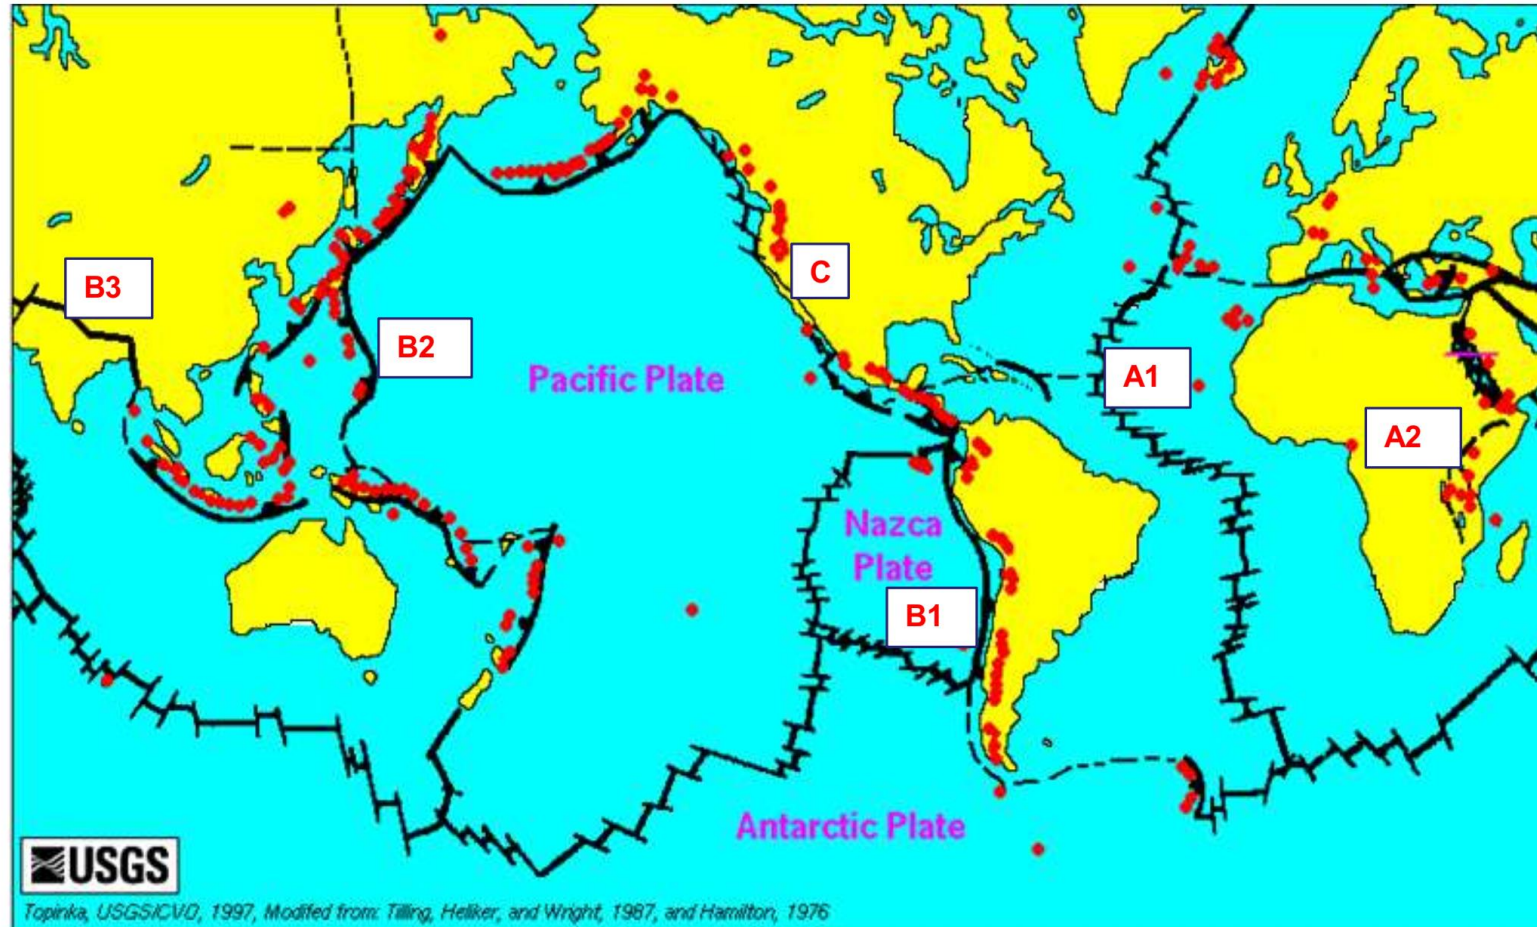 B3
C
B2
Pacific Plate
A1
A2
Nazca
Plate
B1
Antarctic Plate
USGS
Topinka, USGS/CVO, 1997, Modified from: Tilling, Heliker, and Wright, 1987, and Hamilton, 1976